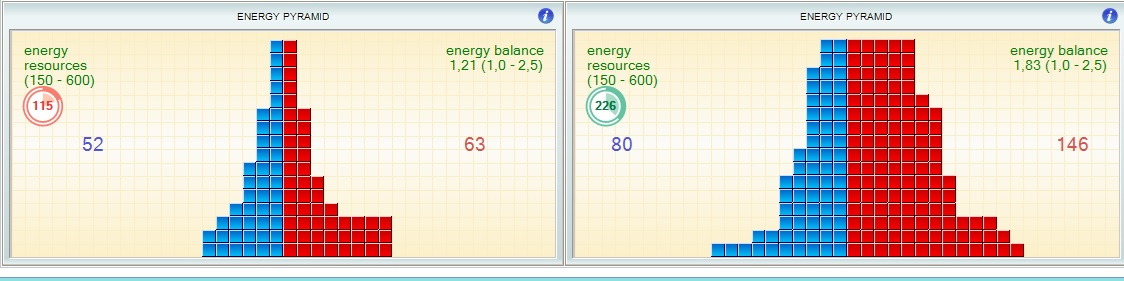 ENERGY PYRAMID
i
energy
resources
(150 - 600)
115
energy balance
1,21 (1,0 - 2,5)
52
63
ENERGY PYRAMID
i
energy
resources
(150 - 600)
226
energy balance
1,83 (1,0 - 2,5)
80
146